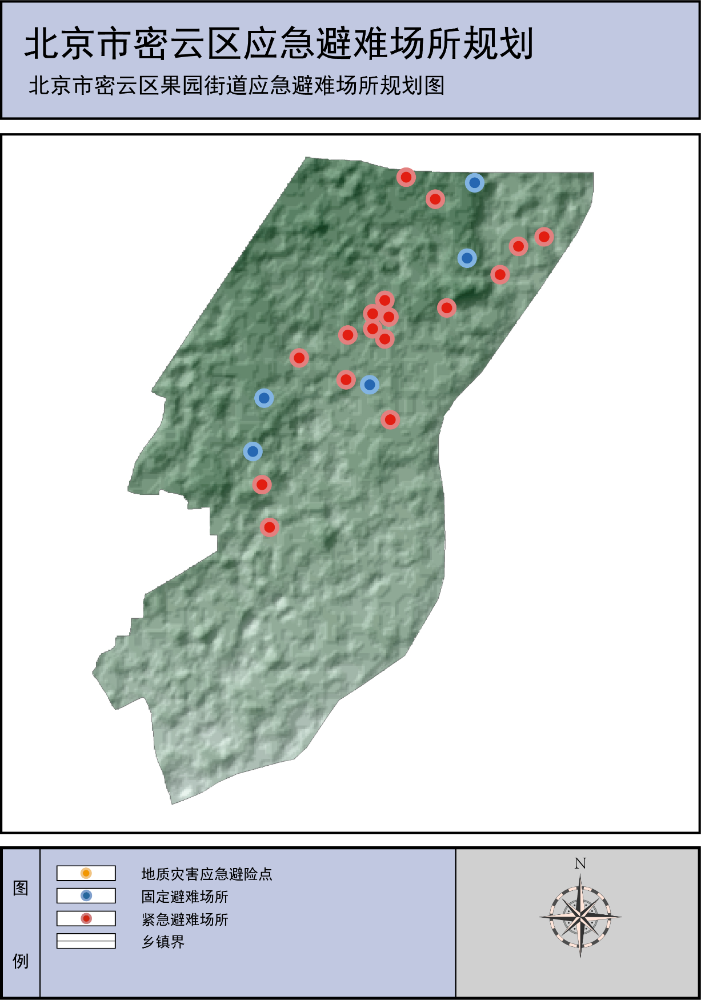 北京市密云区应急避难场所规划
北京市密云区果园街道应急避难场所规划图
图例
地质灾害应急避险点
固定避难场所
紧急避难场所
乡镇界
N